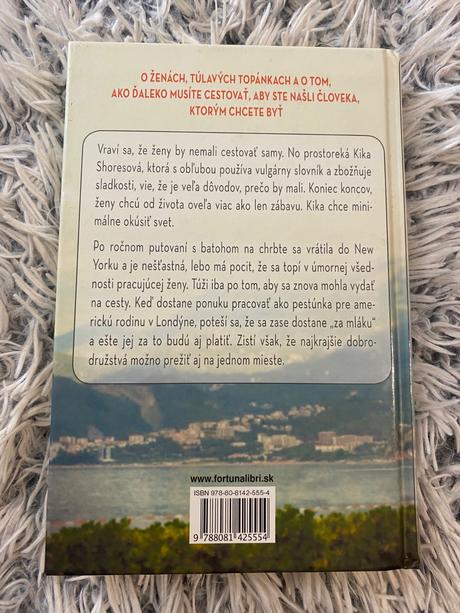 O ŽENÁCH, TÚLAVÝCH TOPÁNKACH A O TOM,
AKO ĎALEKO MUSÍTE CESTOVAŤ, ABY STE NAŠLI ČLOVEKA,
KTORÝM CHCETE BYŤ
Vraví sa, že ženy by nemali cestovať samy. No prostoreká Kika
Shoresová, ktorá s obľubou používa vulgárny slovník a zbožňuje
sladkosti, vie, že je veľa dôvodov, prečo by mali. Koniec koncov,
ženy chcú od života oveľa viac ako len zábavu. Kika chce mini-
málne okúsiť svet.
Po ročnom putovaní s batohom na chrbte sa vrátila do New
Yorku a je nešťastná, lebo má pocit, že sa topí v úmornej všed-
nosti pracujúcej ženy. Túži iba po tom, aby sa znova mohla vydať
na cesty. Keď dostane ponuku pracovať ako pestúnka pre ame-
rickú rodinu v Londýne, poteší sa, že sa zase dostane „za mláku“
a ešte jej za to budú aj platiť. Zistí však, že najkrajšie dobro-
družstvá možno prežiť aj na jednom mieste.
www.fortunalibri.sk
ISBN 978-80-8142-555-4
9 788081 425554